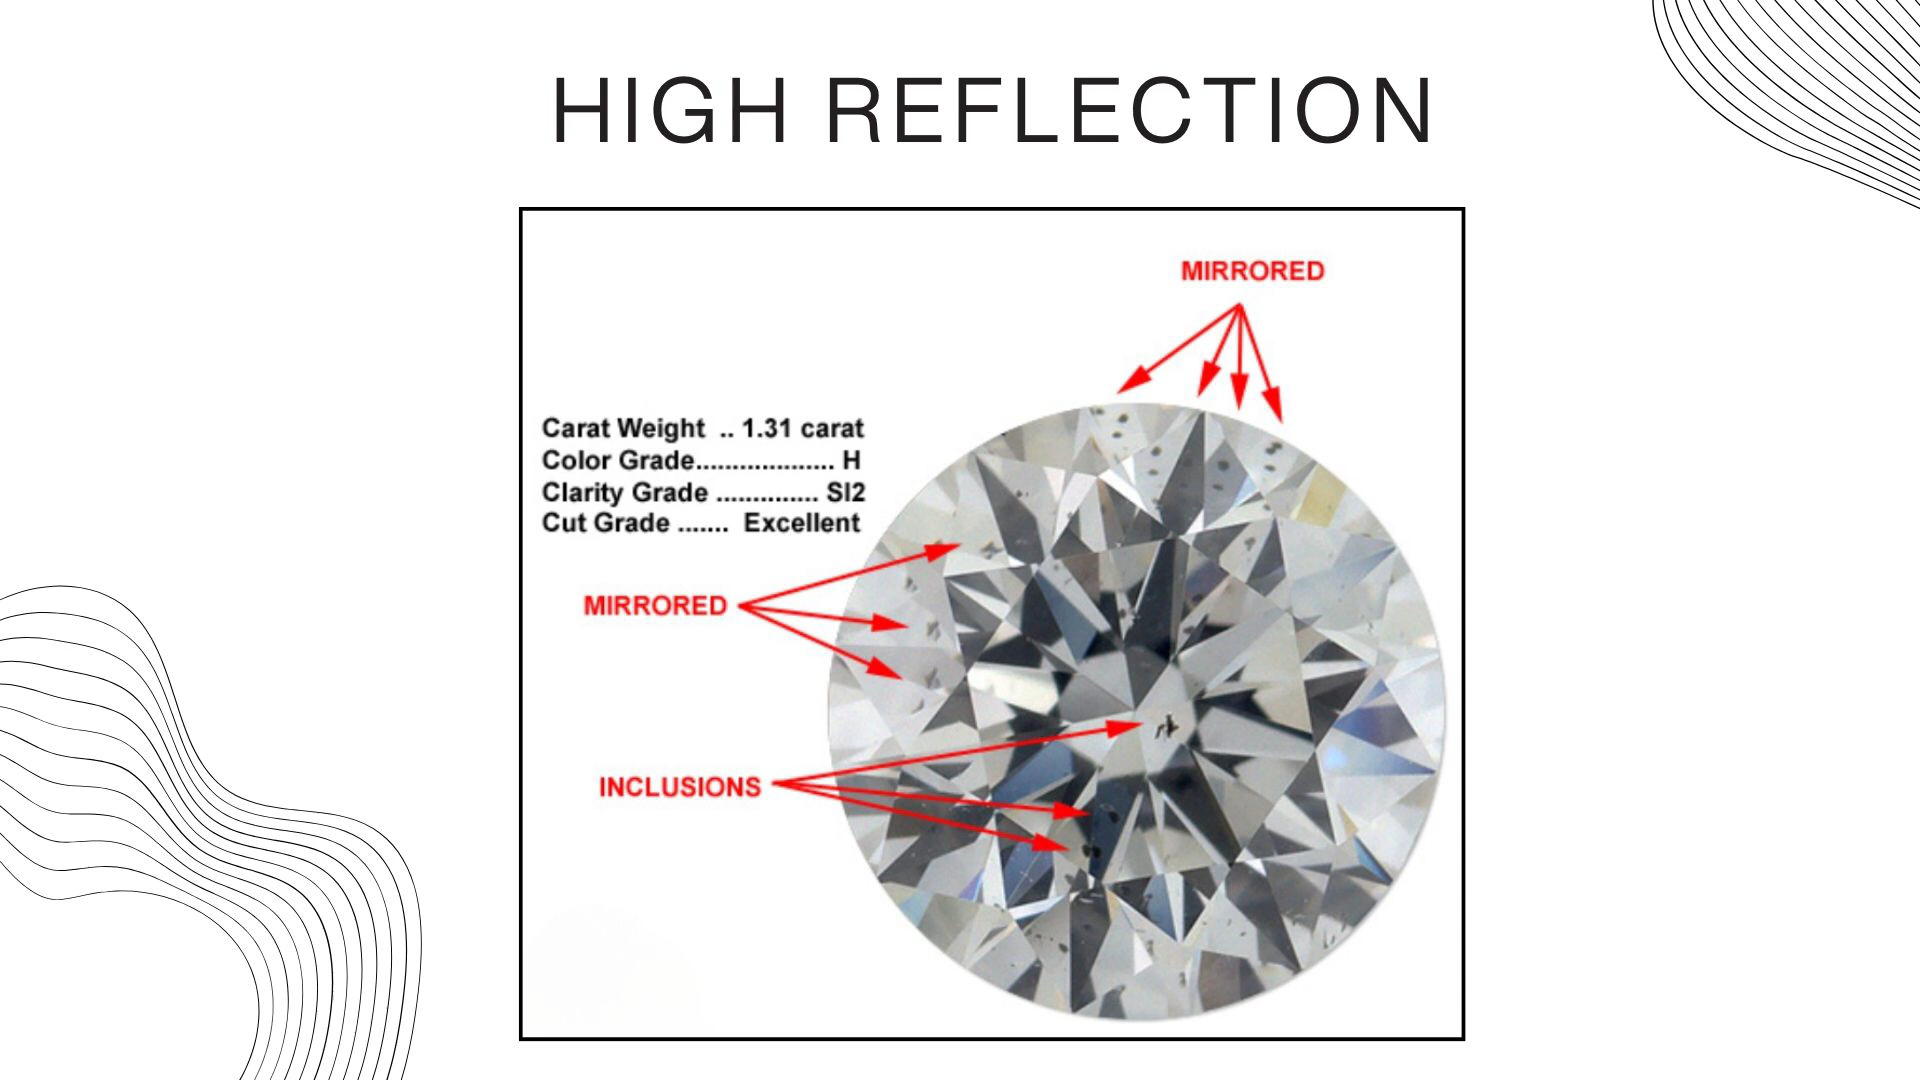 HIGH REFLECTION
MIRRORED
Carat Weight .. 1.31 carat
Color Grade................... H
Clarity Grade .............. SI2
Cut Grade ....... Excellent
MIRRORED
INCLUSIONS